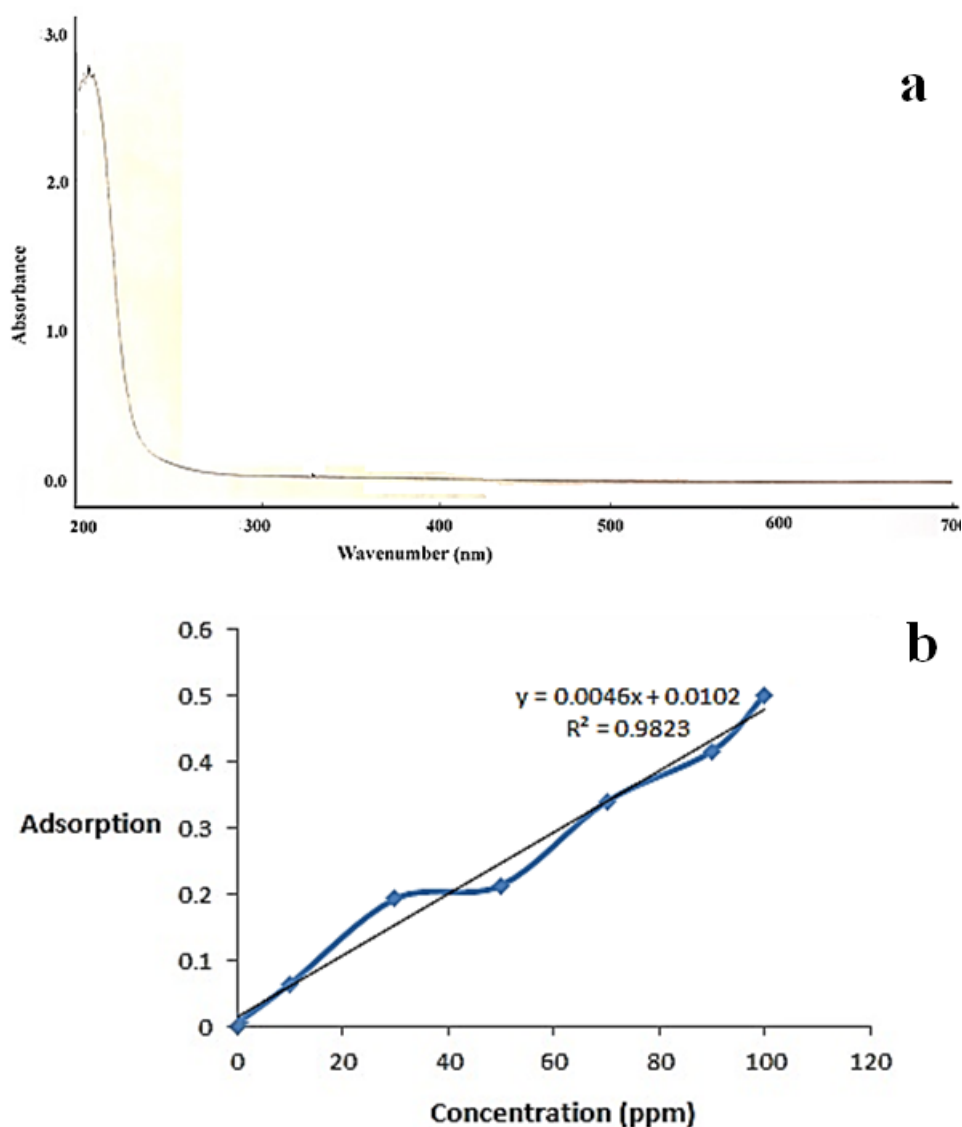 3.0
a
2.0
Absorbance
1.0
0.0
200 300 400 500 600 700
Wavenumber (nm)
b
0.6
y = 0.0046x + 0.0102
0.5
R² = 0.9823
0.4
Adsorption
0.3
0.2
0.1
0
0 20 40 60 80 100 120
Concentration (ppm)